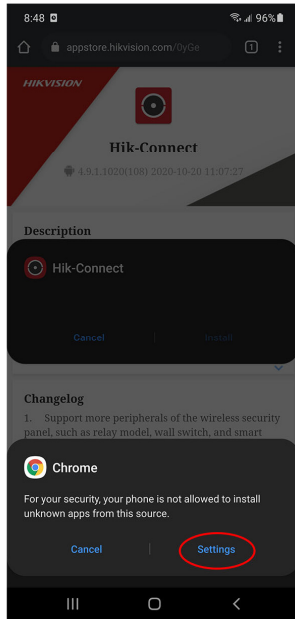 8:48
96%
appstore.hikvision.com/0yGe
1
HIKVISION
Hik-Connect
4.9.1.1020(108) 2020-10-20 11:07:27
Description
Hik-Connect
Cancel
Install
Changelog
1. Support more peripherals of the wireless security
panel, such as relay model, wall switch, and smart
Chrome
For your security, your phone is not allowed to install
unknown apps from this source.
Cancel
Settings